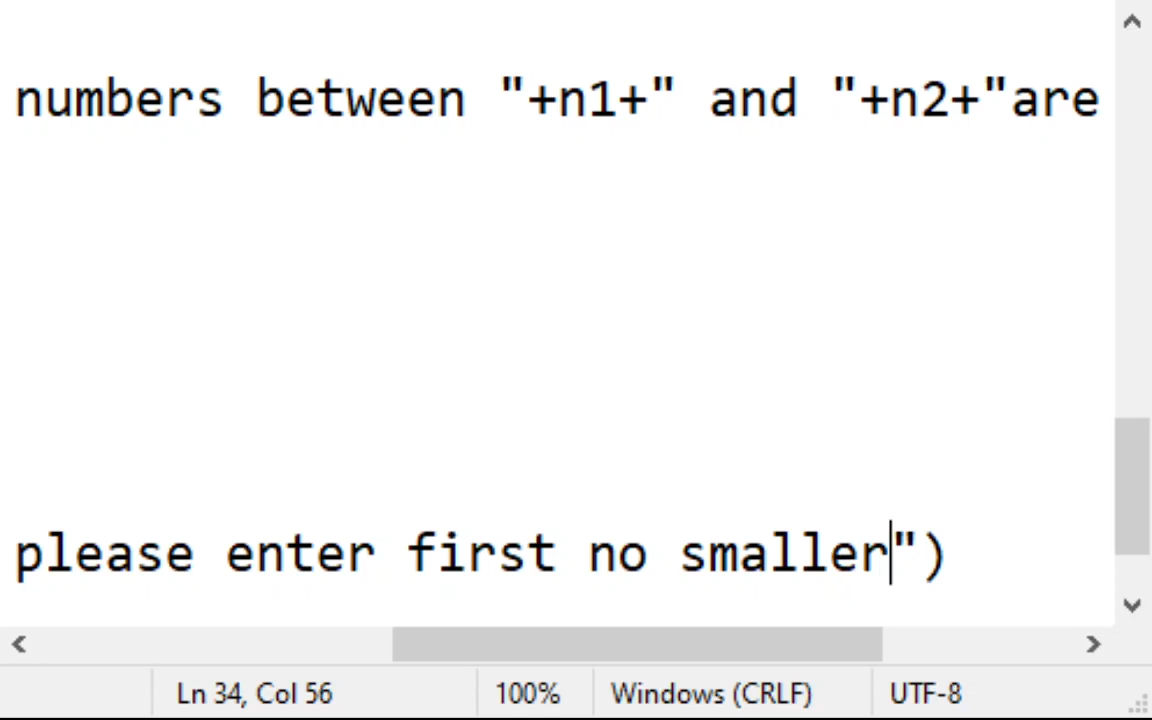 numbers between "+n1+" and "+n2+"are
please enter first no smaller")
Ln 34, Col 56 100% Windows (CRLF) UTF-8